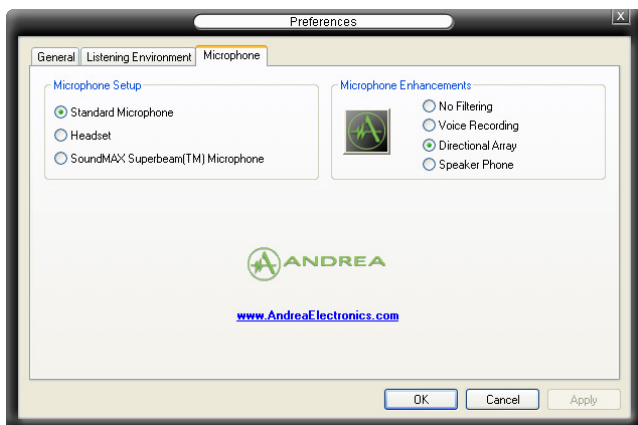 Preferences
X
General Listening Environment Microphone
Microphone Setup
Standard Microphone
Headset
SoundMAX Superbeam(TM) Microphone
Microphone Enhancements
No Filtering
Voice Recording
Directional Array
Speaker Phone
ANDREA
www.AndreaElectronics.com
OK Cancel Apply